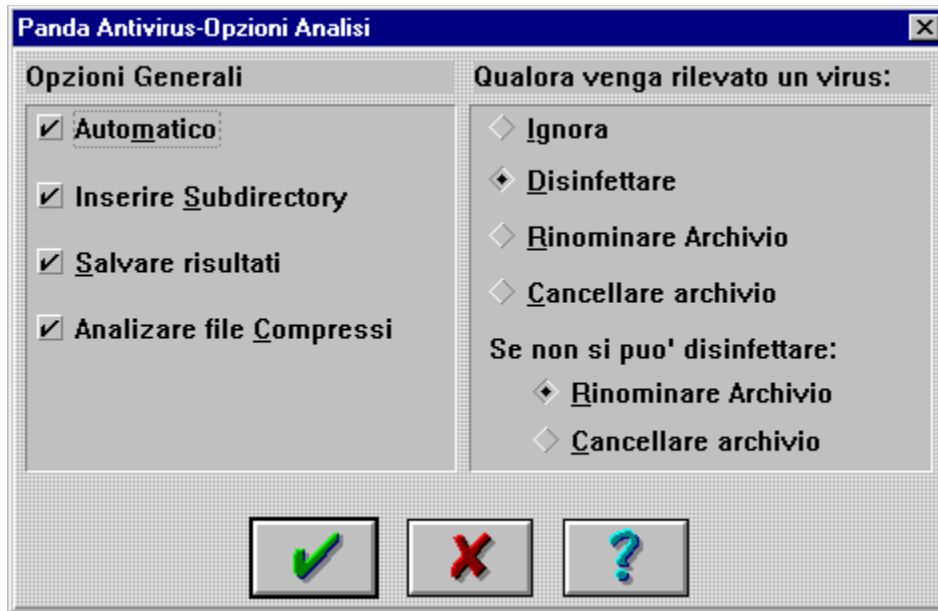 Panda Antivirus-Opzioni Analisi
Opzioni Generali
Automatico
Inserire Subdirectory
Salvare risultati
Analizare file Compressi
Qualora venga rilevato un virus:
Ignora
Disinfettare
Rinominare Archivio
Cancellare archivio
Se non si puo' disinfettare:
Rinominare Archivio
Cancellare archivio
?